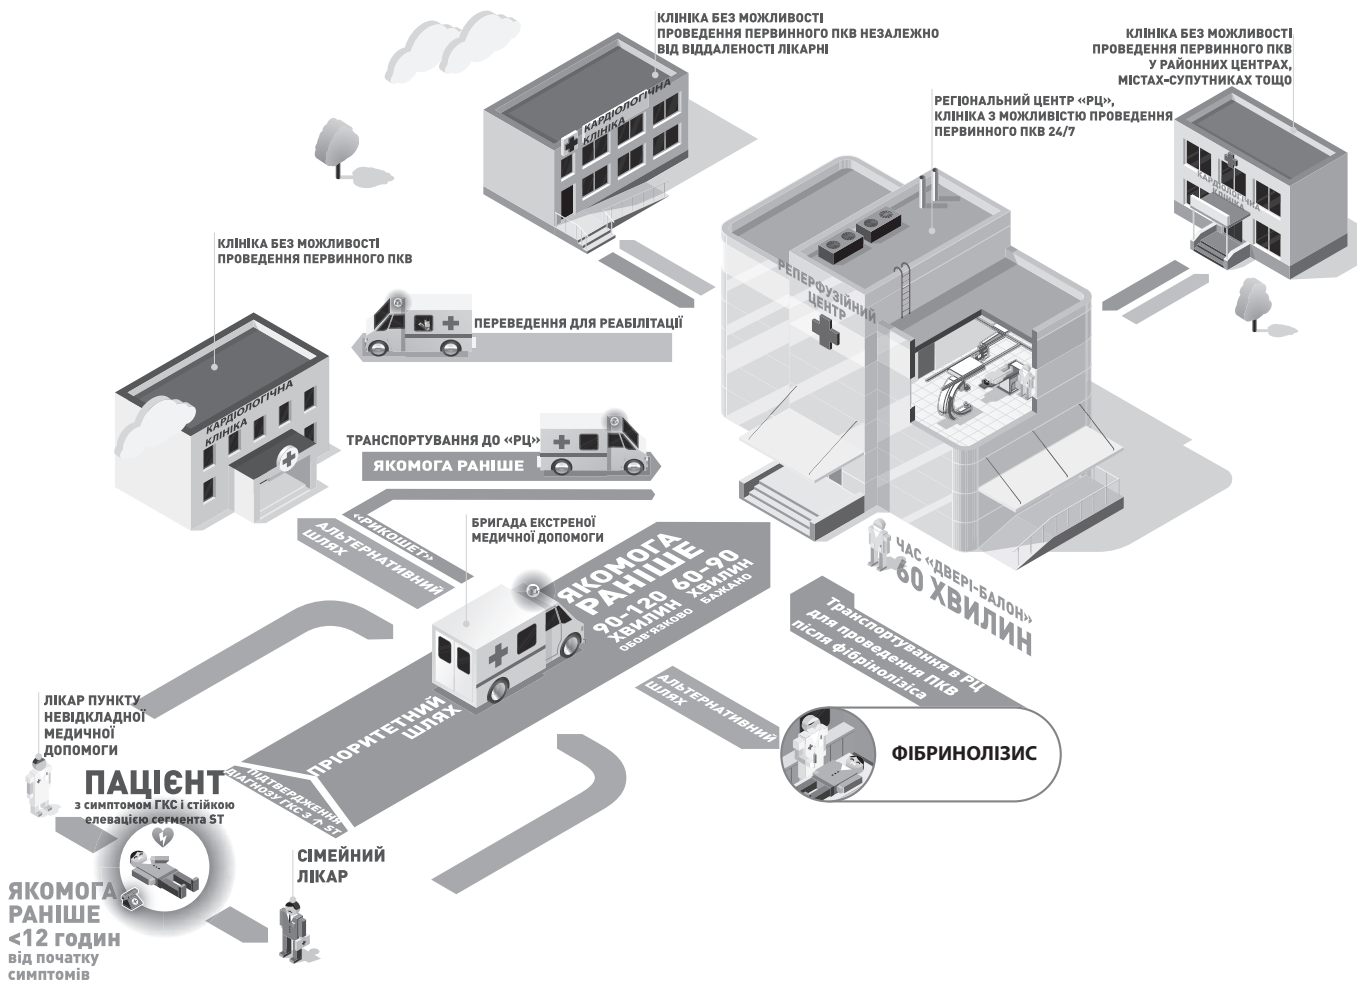 КЛІНІКА БЕЗ МОЖЛИВОСТІ
ПРОВЕДЕННЯ ПЕРВИННОГО ПКВ НЕЗАЛЕЖНО
ВІД ВІДДАЛЕНОСТІ ЛІКАРНІ
КЛІНІКА БЕЗ МОЖЛИВОСТІ
ПРОВЕДЕННЯ ПЕРВИННОГО ПКВ
У РАЙОННИХ ЦЕНТРАХ,
МІСТАХ-СУПУТНИКАХ ТОЩО
РЕГІОНАЛЬНИЙ ЦЕНТР «РЦ»,
КЛІНІКА З МОЖЛИВІСТЮ ПРОВЕДЕННЯ
ПЕРВИННОГО ПКВ 24/7
КАРДІОЛОГІЧНА
КЛІНІКА
КАРДІОЛОГІЧНА
КЛІНІКА
КЛІНІКА БЕЗ МОЖЛИВОСТІ
ПРОВЕДЕННЯ ПЕРВИННОГО ПКВ
РЕПЕРФУЗІЙНИЙ
ЦЕНТР
ПЕРЕВЕДЕННЯ ДЛЯ РЕАБІЛІТАЦІЇ
КАРДІОЛОГІЧНА
КЛІНІКА
ТРАНСПОРТУВАННЯ ДО «РЦ»
ЯКОМОГА РАНІШЕ
«РИКОШЕТ»
АЛЬТЕРНАТИВНИЙ
ШЛЯХ
БРИГАДА ЕКСТРЕНОЇ
МЕДИЧНОЇ ДОПОМОГИ
ЯКОМОГА
РАНІШЕ
90-120
ХВИЛИН
ОБОВ'ЯЗКОВО
60-90
ХВИЛИН
БАЖАНО
ЧАС «ДВЕРІ-БАЛОН»
60 ХВИЛИН
Транспортування в РЦ
для проведення ПКВ
після фібрінолізіса
АЛЬТЕРНАТИВНИЙ
ШЛЯХ
ФІБРИНОЛІЗИС
ПРІОРИТЕТНИЙ
ШЛЯХ
ПІДТВЕРДЖЕННЯ
ДІАГНОЗУ ГКС З ↑ ST
ЛІКАР ПУНКТУ
НЕВІДКЛАДНОЇ
МЕДИЧНОЇ
ДОПОМОГИ
ПАЦІЄНТ
з симптомом ГКС і стійкою
елевацією сегмента ST
СІМЕЙНИЙ
ЛІКАР
ЯКОМОГА
РАНІШЕ
<12 годин
від початку
симптомів